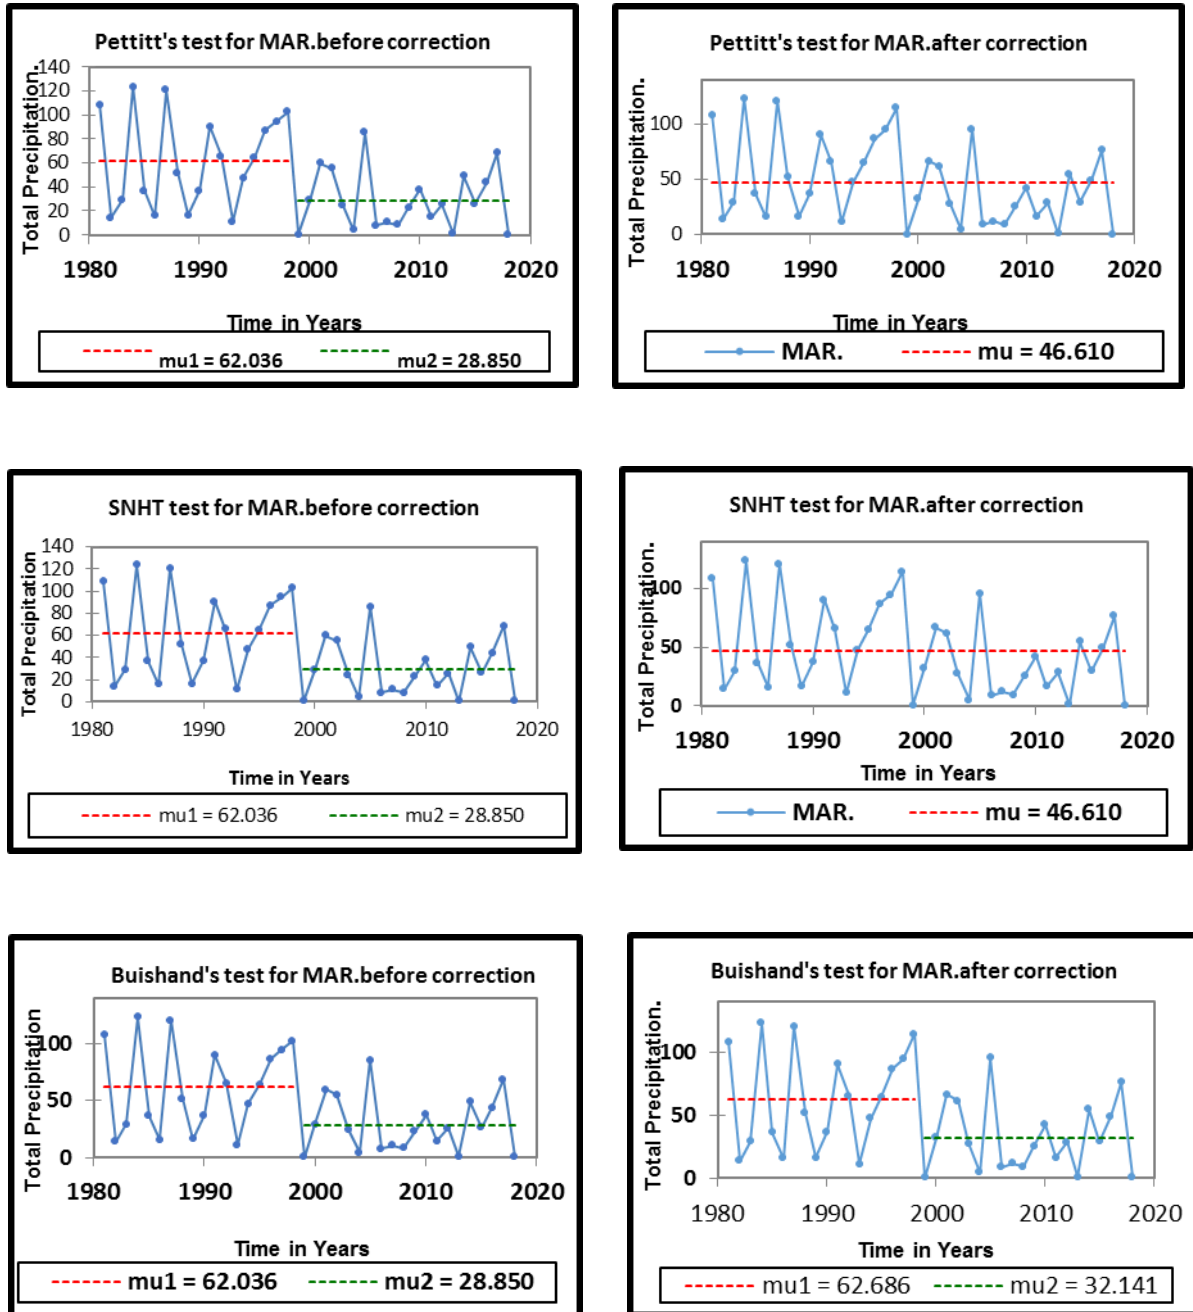 Pettitt's test for MAR.before correction
Total Precipitation.
140
120
100
80
60
40
20
0
1980 1990 2000 2010 2020
Time in Years
mu1 = 62.036 mu2 = 28.850
Pettitt's test for MAR.after correction
Total Precipitation.
100
50
0
1980 1990 2000 2010 2020
Time in Years
MAR. mu = 46.610
SNHT test for MAR.before correction
Total Precipitation
140
120
100
80
60
40
20
0
1980 1990 2000 2010 2020
Time in Years
mu1 = 62.036 mu2 = 28.850
SNHT test for MAR.after correction
Total Precipitation.
100
50
0
1980 1990 2000 2010 2020
Time in Years
MAR. mu = 46.610
Buishand's test for MAR.before correction
Total Precipitation
100
50
0
1980 1990 2000 2010 2020
Time in Years
mu1 = 62.036 mu2 = 28.850
Buishand's test for MAR.after correction
Total Precipitation.
100
50
0
1980 1990 2000 2010 2020
Time in Years
mu1 = 62.686 mu2 = 32.141